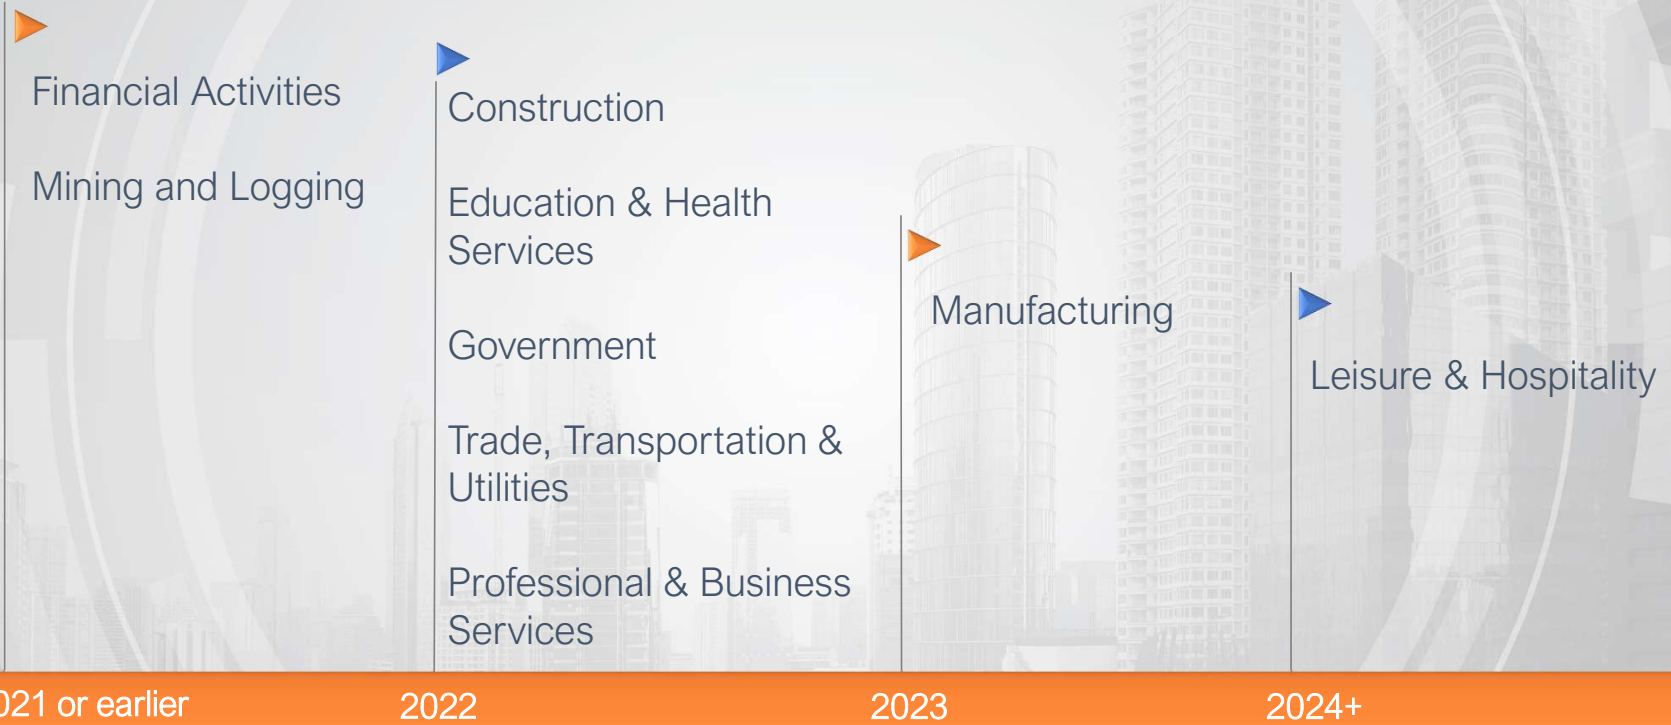 Financial Activities
Mining and Logging
Construction
Education & Health
Services
Government
Trade, Transportation &
Utilities
Professional & Business
Services
Manufacturing
Leisure & Hospitality
021 or earlier
2022
2023
2024+